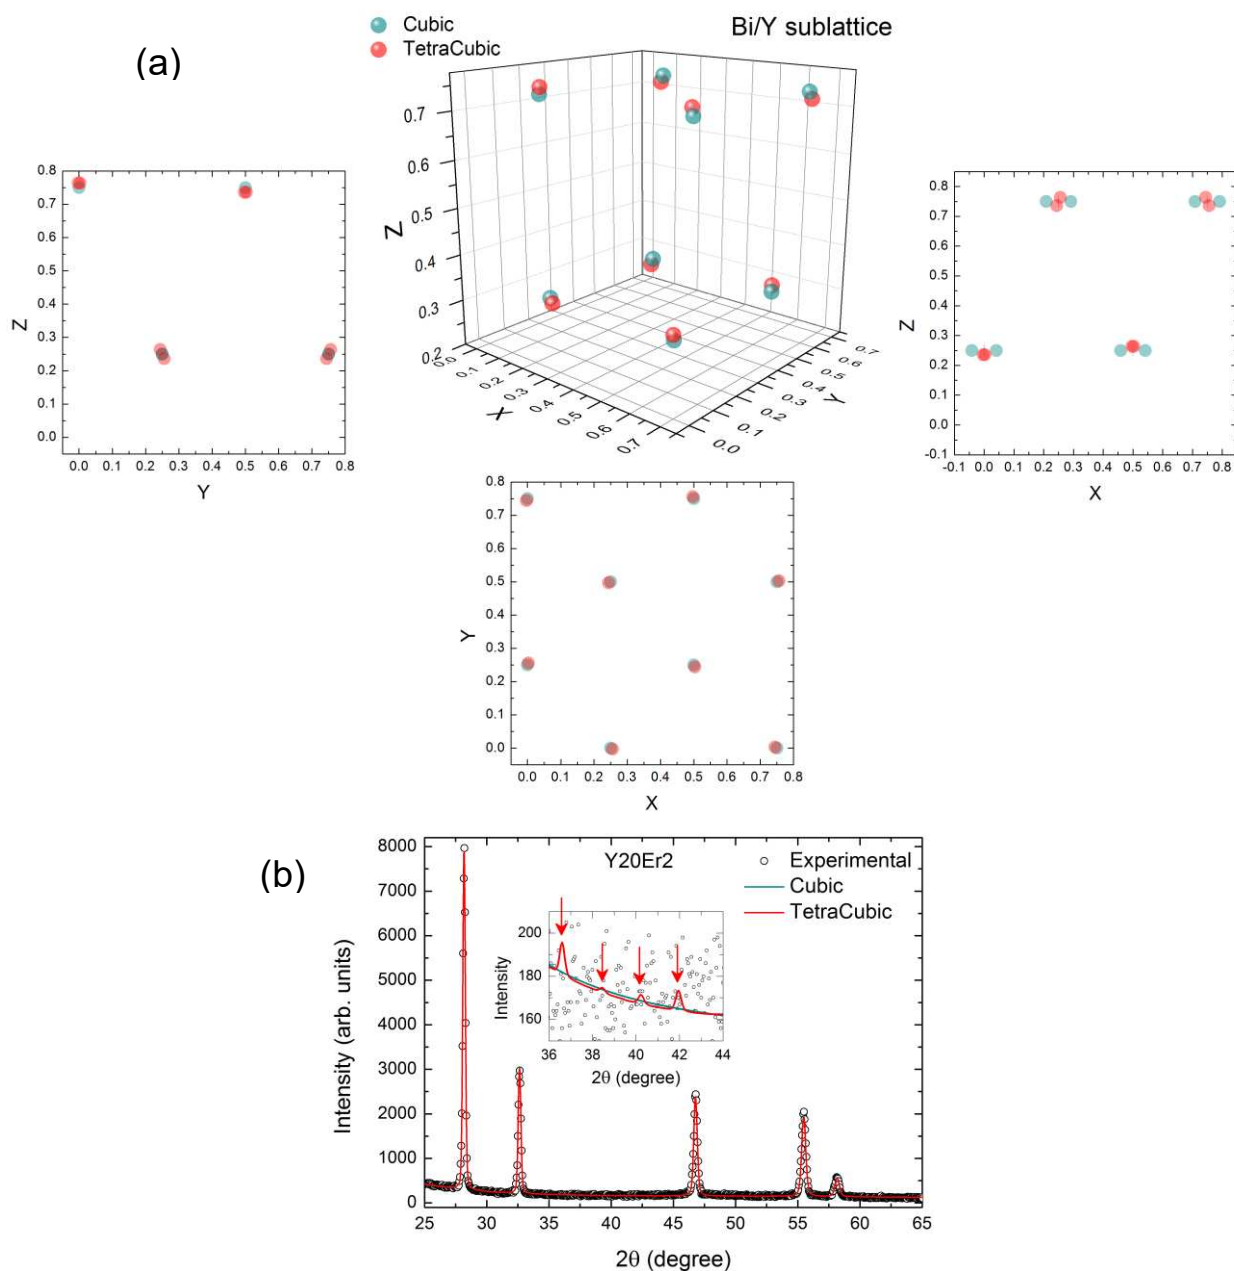 (a)
Cubic
TetraCubic
Bi/Y sublattice
Z
0.7
0.6
0.5
0.4
0.3
0.2
0.0
0.1
0.2
0.3
0.4
0.5
0.6
0.7
X
0.0
0.1
0.2
0.3
0.4
0.5
0.6
0.7
Y
Z
0.8
0.7
0.6
0.5
0.4
0.3
0.2
0.1
0.0
0.0 0.1 0.2 0.3 0.4 0.5 0.6 0.7 0.8
Y
Z
0.8
0.7
0.6
0.5
0.4
0.3
0.2
0.1
0.0
-0.1
-0.1 0.0 0.1 0.2 0.3 0.4 0.5 0.6 0.7 0.8
X
Y
0.8
0.7
0.6
0.5
0.4
0.3
0.2
0.1
0.0
0.0 0.1 0.2 0.3 0.4 0.5 0.6 0.7 0.8
X
(b)
Intensity (arb. units)
8000
7000
6000
5000
4000
3000
2000
1000
0
Y20Er2
Experimental
Cubic
TetraCubic
Intensity
200
180
160
36 38 40 42 44
2θ (degree)
25 30 35 40 45 50 55 60 65
2θ (degree)